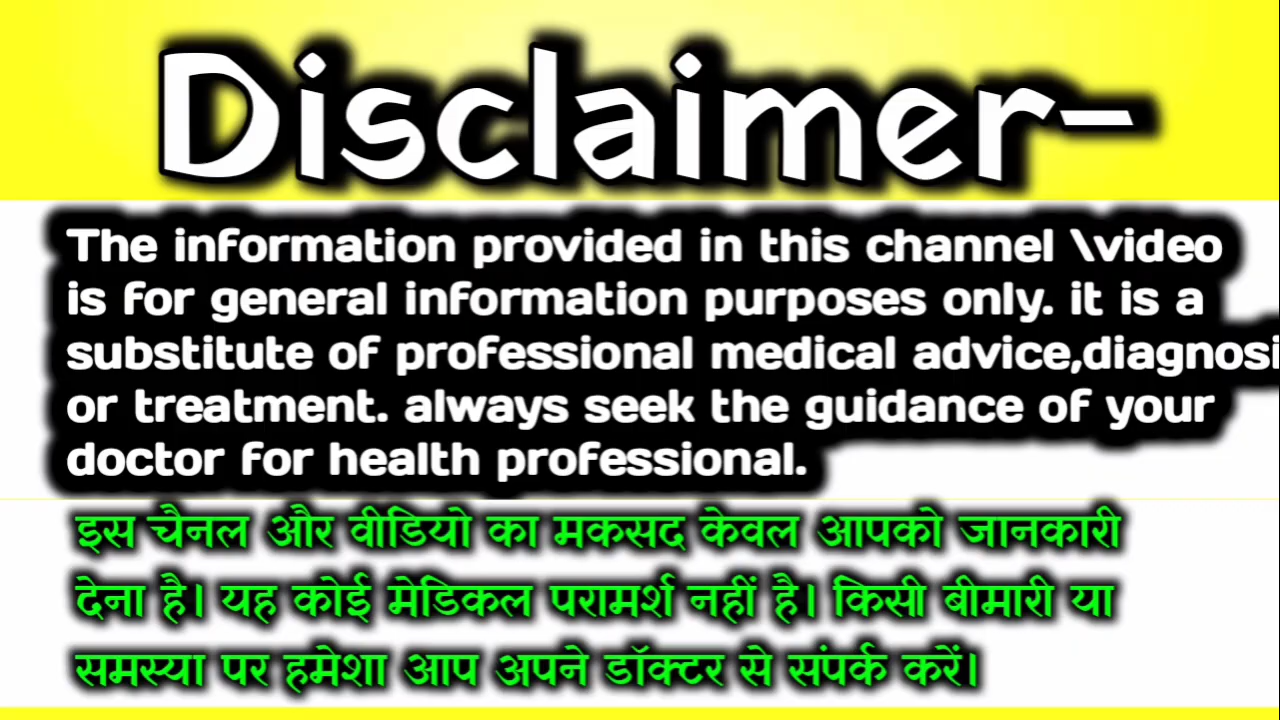 Disclaimer-
The information provided in this channel \video
is for general information purposes only. it is a
substitute of professional medical advice,diagnosi
or treatment. always seek the guidance of your
doctor for health professional.
इस चैनल और वीडियो का मकसद केवल आपको जानकारी
देना है। यह कोई मेडिकल परामर्श नहीं है। किसी बीमारी या
समस्या पर हमेशा आप अपने डॉक्टर से संपर्क करें।